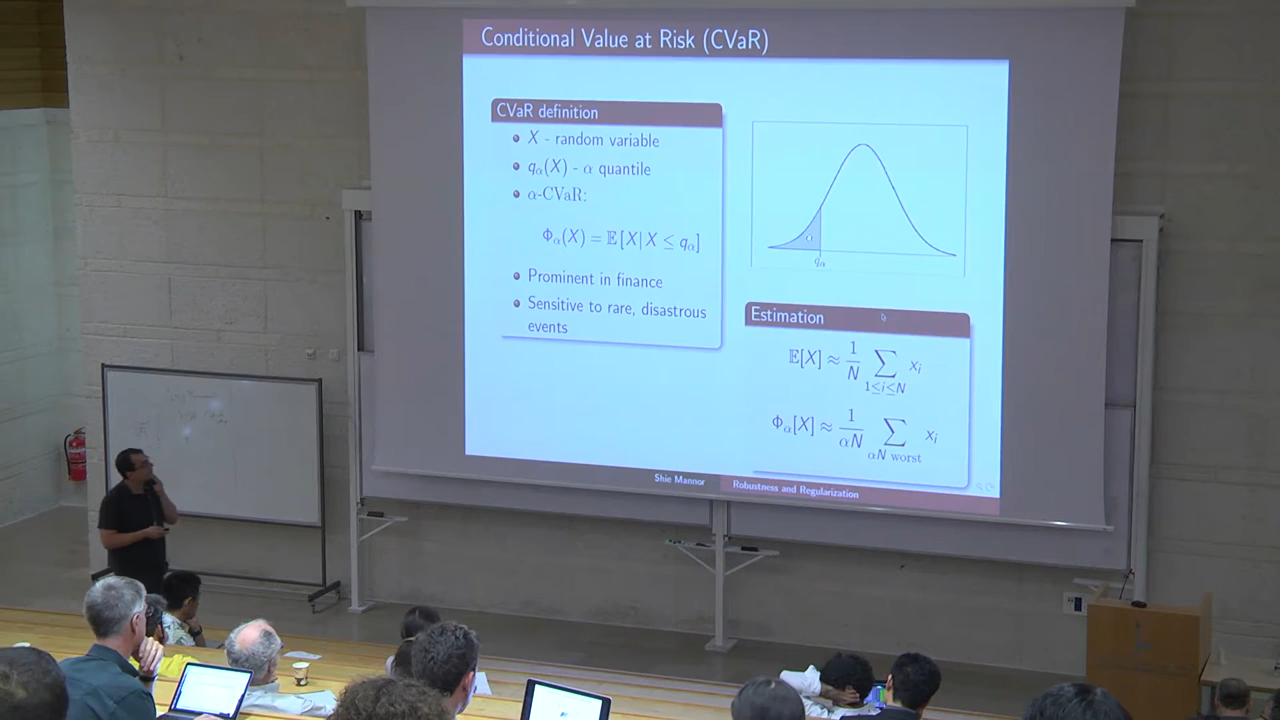 Conditional Value at Risk (CVaR)
CVaR definition
X - random variable
qα(X) - α quantile
α-CVaR:
Φα(X) = 𝔼[X|X ≤ qα]
Prominent in finance
Sensitive to rare, disastrous
events
α
qα
Estimation
𝔼[X] ≈ 1/N ∑ xi
1≤i≤N
Φα[X] ≈ 1/αN ∑ xi
αN worst
Shie Mannor Robustness and Regularization